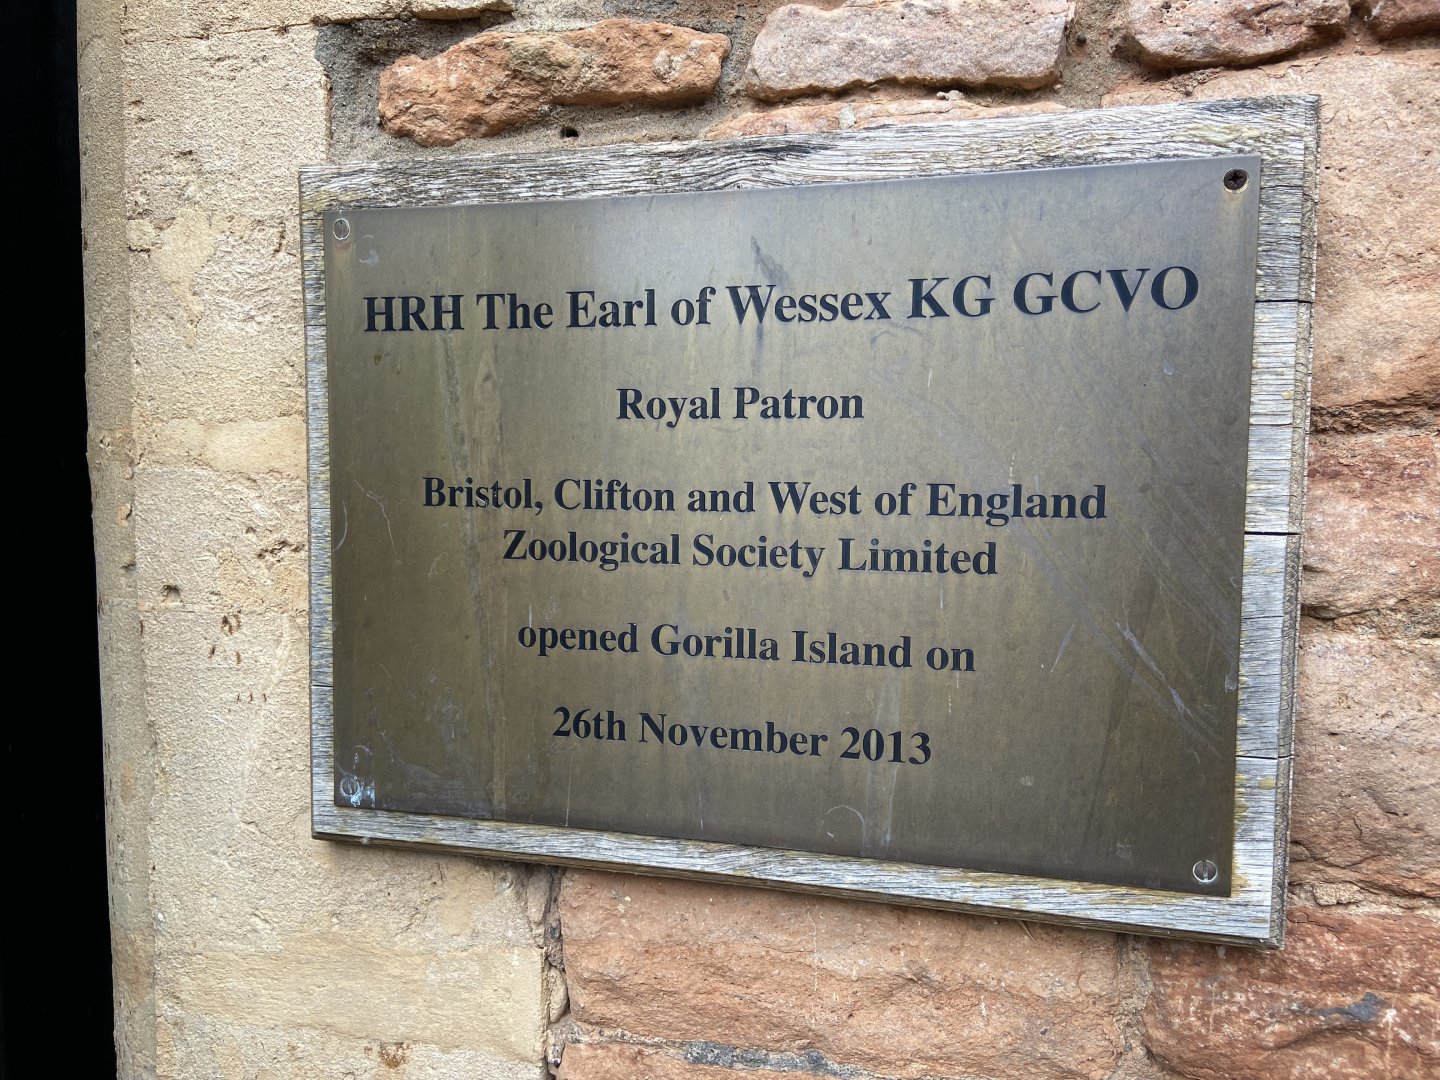 HRH The Earl of Wessex KG GCVO
Royal Patron
Bristol, Clifton and West of England
Zoological Society Limited
opened Gorilla Island on
26th November 2013